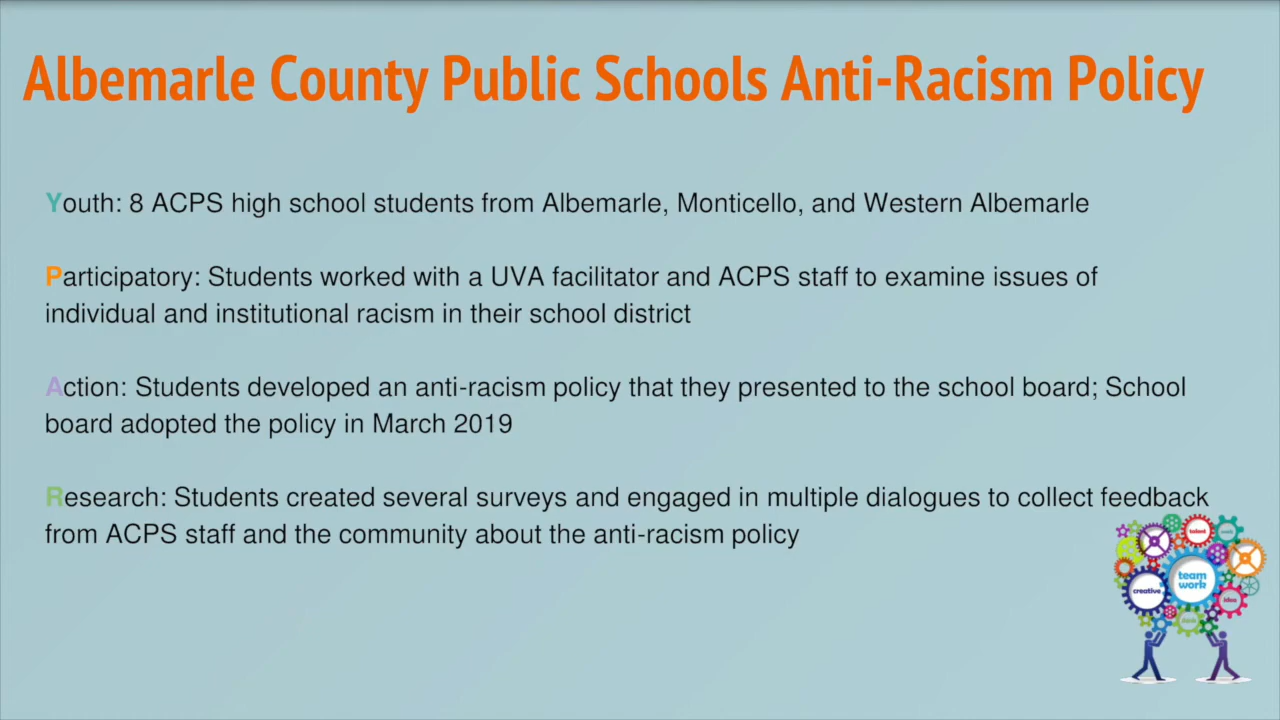 Albemarle County Public Schools Anti-Racism Policy
Youth: 8 ACPS high school students from Albemarle, Monticello, and Western Albemarle
Participatory: Students worked with a UVA facilitator and ACPS staff to examine issues of
individual and institutional racism in their school district
Action: Students developed an anti-racism policy that they presented to the school board; School
board adopted the policy in March 2019
Research: Students created several surveys and engaged in multiple dialogues to collect feedback
from ACPS staff and the community about the anti-racism policy
talent
team
work
creative
idea